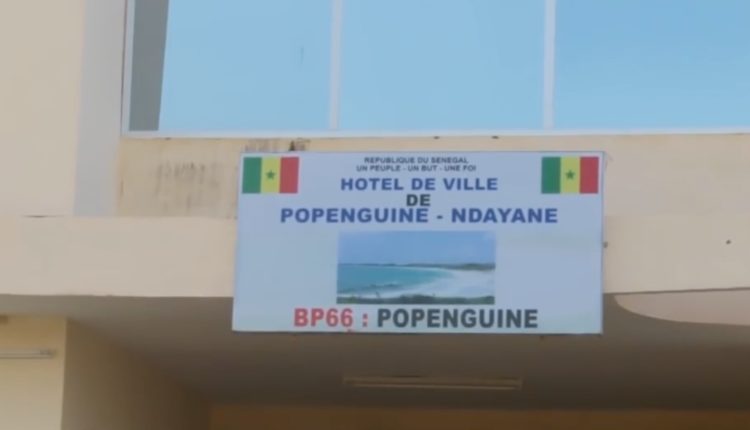 REPUBLIQUE DU SENEGAL
UN PEUPLE - UN BUT - UNE FOI
HOTEL DE VILLE
DE
POPENGUINE - NDAYANE
BP66 : POPENGUINE